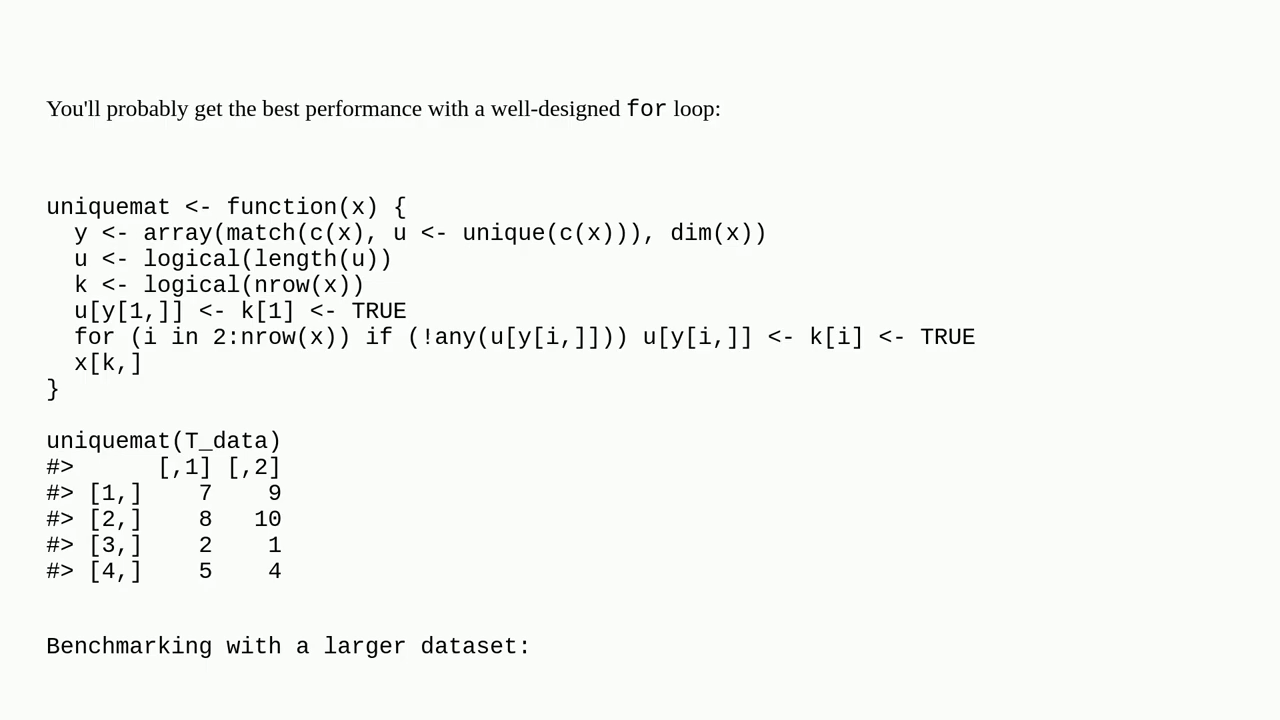 You'll probably get the best performance with a well-designed for loop:
uniquemat <- function(x) {
  y <- array(match(c(x), u <- unique(c(x))), dim(x))
  u <- logical(length(u))
  k <- logical(nrow(x))
  u[y[1,]] <- k[1] <- TRUE
  for (i in 2:nrow(x)) if (!any(u[y[i,]])) u[y[i,]] <- k[i] <- TRUE
  x[k,]
}
uniquemat(T_data)
#>      [,1] [,2]
#> [1,]    7    9
#> [2,]    8   10
#> [3,]    2    1
#> [4,]    5    4
Benchmarking with a larger dataset: